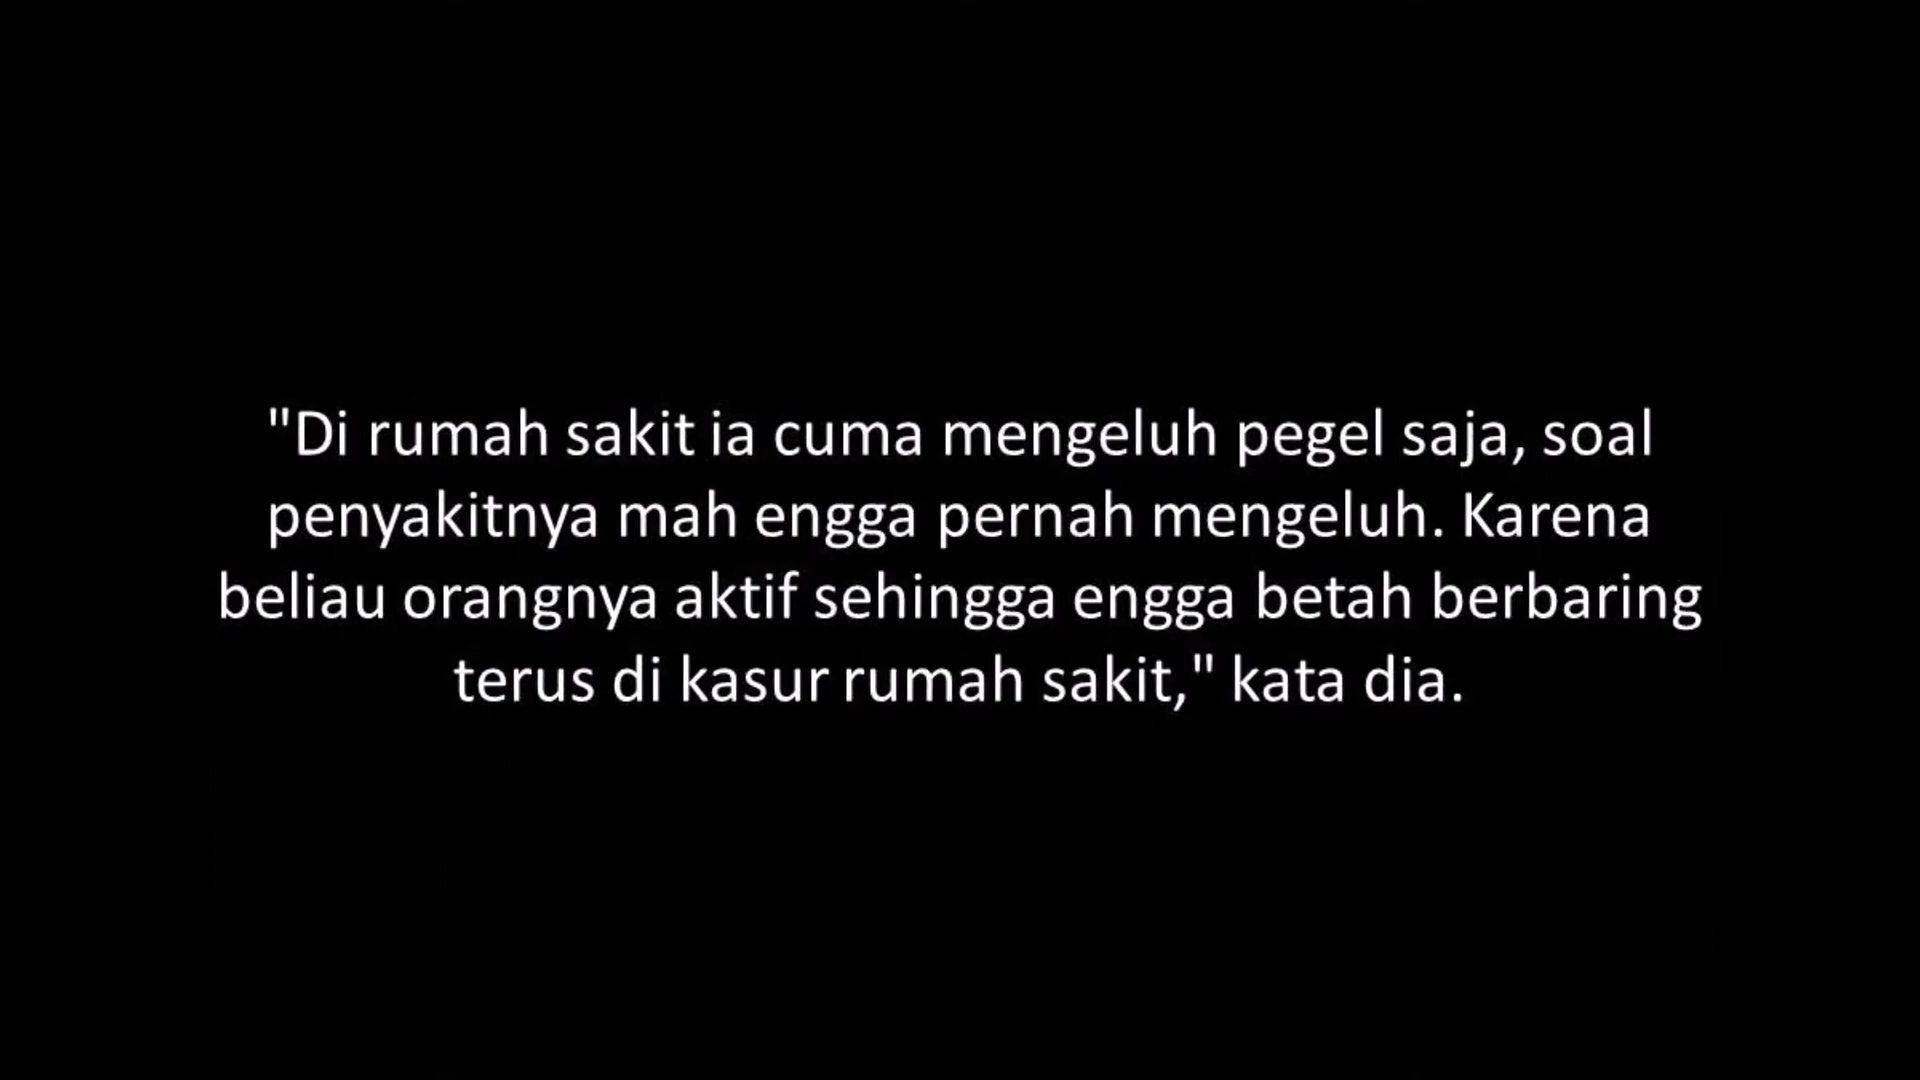 "Di rumah sakit ia cuma mengeluh pegel saja, soal
penyakitnya mah engga pernah mengeluh. Karena
beliau orangnya aktif sehingga engga betah berbaring
terus di kasur rumah sakit," kata dia.